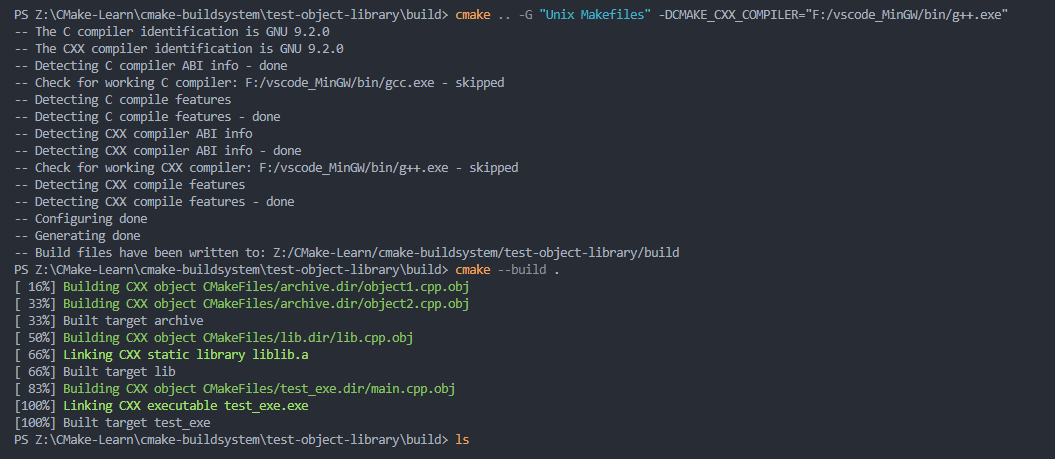 PS Z:\CMake-Learn\cmake-buildsystem\test-object-library\build> cmake .. -G "Unix Makefiles" -DCMAKE_CXX_COMPILER="F:/vscode_MinGW/bin/g++.exe"
-- The C compiler identification is GNU 9.2.0
-- The CXX compiler identification is GNU 9.2.0
-- Detecting C compiler ABI info - done
-- Check for working C compiler: F:/vscode_MinGW/bin/gcc.exe - skipped
-- Detecting C compile features
-- Detecting C compile features - done
-- Detecting CXX compiler ABI info
-- Detecting CXX compiler ABI info - done
-- Check for working CXX compiler: F:/vscode_MinGW/bin/g++.exe - skipped
-- Detecting CXX compile features
-- Detecting CXX compile features - done
-- Configuring done
-- Generating done
-- Build files have been written to: Z:/CMake-Learn/cmake-buildsystem/test-object-library/build
PS Z:\CMake-Learn\cmake-buildsystem\test-object-library\build> cmake --build .
[ 16%] Building CXX object CMakeFiles/archive.dir/object1.cpp.obj
[ 33%] Building CXX object CMakeFiles/archive.dir/object2.cpp.obj
[ 33%] Built target archive
[ 50%] Building CXX object CMakeFiles/lib.dir/lib.cpp.obj
[ 66%] Linking CXX static library liblib.a
[ 66%] Built target lib
[ 83%] Building CXX object CMakeFiles/test_exe.dir/main.cpp.obj
[100%] Linking CXX executable test_exe.exe
[100%] Built target test_exe
PS Z:\CMake-Learn\cmake-buildsystem\test-object-library\build> ls